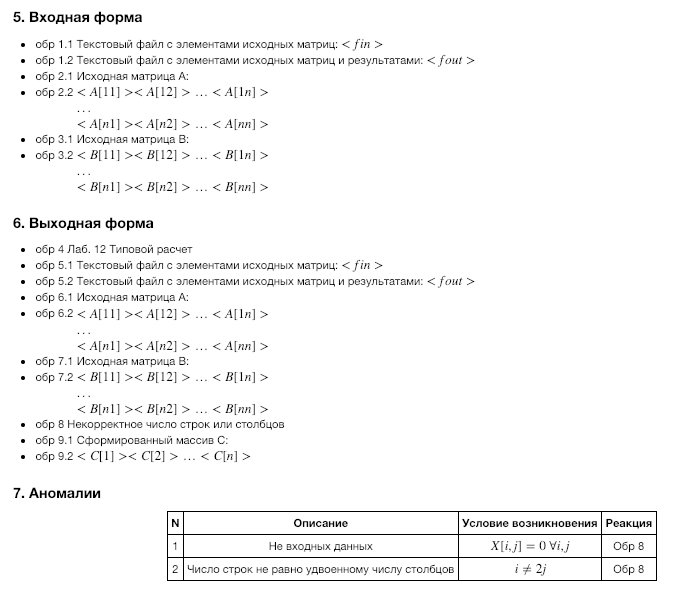 5. Входная форма
• обр 1.1 Текстовый файл с элементами исходных матриц: < fin >
• обр 1.2 Текстовый файл с элементами исходных матриц и результатами: < fout >
• обр 2.1 Исходная матрица А:
• обр 2.2 < A[11] >< A[12] > … < A[1n] >
…
< A[n1] >< A[n2] > … < A[nn] >
• обр 3.1 Исходная матрица В:
• обр 3.2 < B[11] >< B[12] > … < B[1n] >
…
< B[n1] >< B[n2] > … < B[nn] >
6. Выходная форма
• обр 4 Лаб. 12 Типовой расчет
• обр 5.1 Текстовый файл с элементами исходных матриц: < fin >
• обр 5.2 Текстовый файл с элементами исходных матриц и результатами: < fout >
• обр 6.1 Исходная матрица А:
• обр 6.2 < A[11] >< A[12] > … < A[1n] >
…
< A[n1] >< A[n2] > … < A[nn] >
• обр 7.1 Исходная матрица В:
• обр 7.2 < B[11] >< B[12] > … < B[1n] >
…
< B[n1] >< B[n2] > … < B[nn] >
• обр 8 Некорректное число строк или столбцов
• обр 9.1 Сформированный массив С:
• обр 9.2 < C[1] >< C[2] > … < C[n] >
7. Аномалии
N Описание Условие возникновения Реакция
1 Не входных данных X[i, j] = 0 ∀i, j Обр 8
2 Число строк не равно удвоенному числу столбцов i ≠ 2j Обр 8